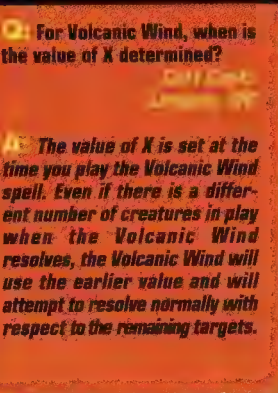 Q: For Volcanic Wind, when is
the value of X determined?
A: The value of X is set at the
time you play the Volcanic Wind
spell. Even if there is a differ-
ent number of creatures in play
when the Volcanic Wind
resolves, the Volcanic Wind will
use the earlier value and will
attempt to resolve normally with
respect to the remaining targets.